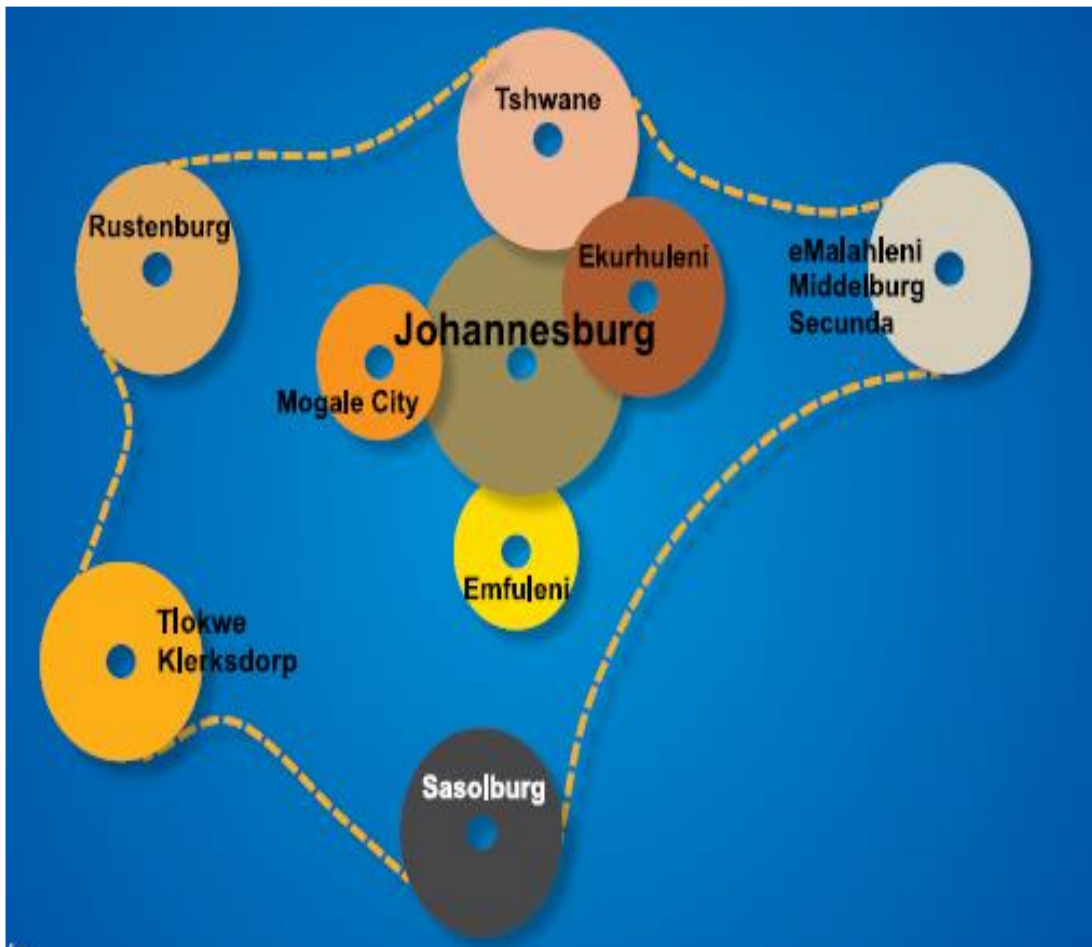 Tshwane
Rustenburg
Ekurhuleni
eMalahleni
Middelburg
Secunda
Johannesburg
Mogale City
Emfuleni
Tlokwe
Klerksdorp
Sasolburg